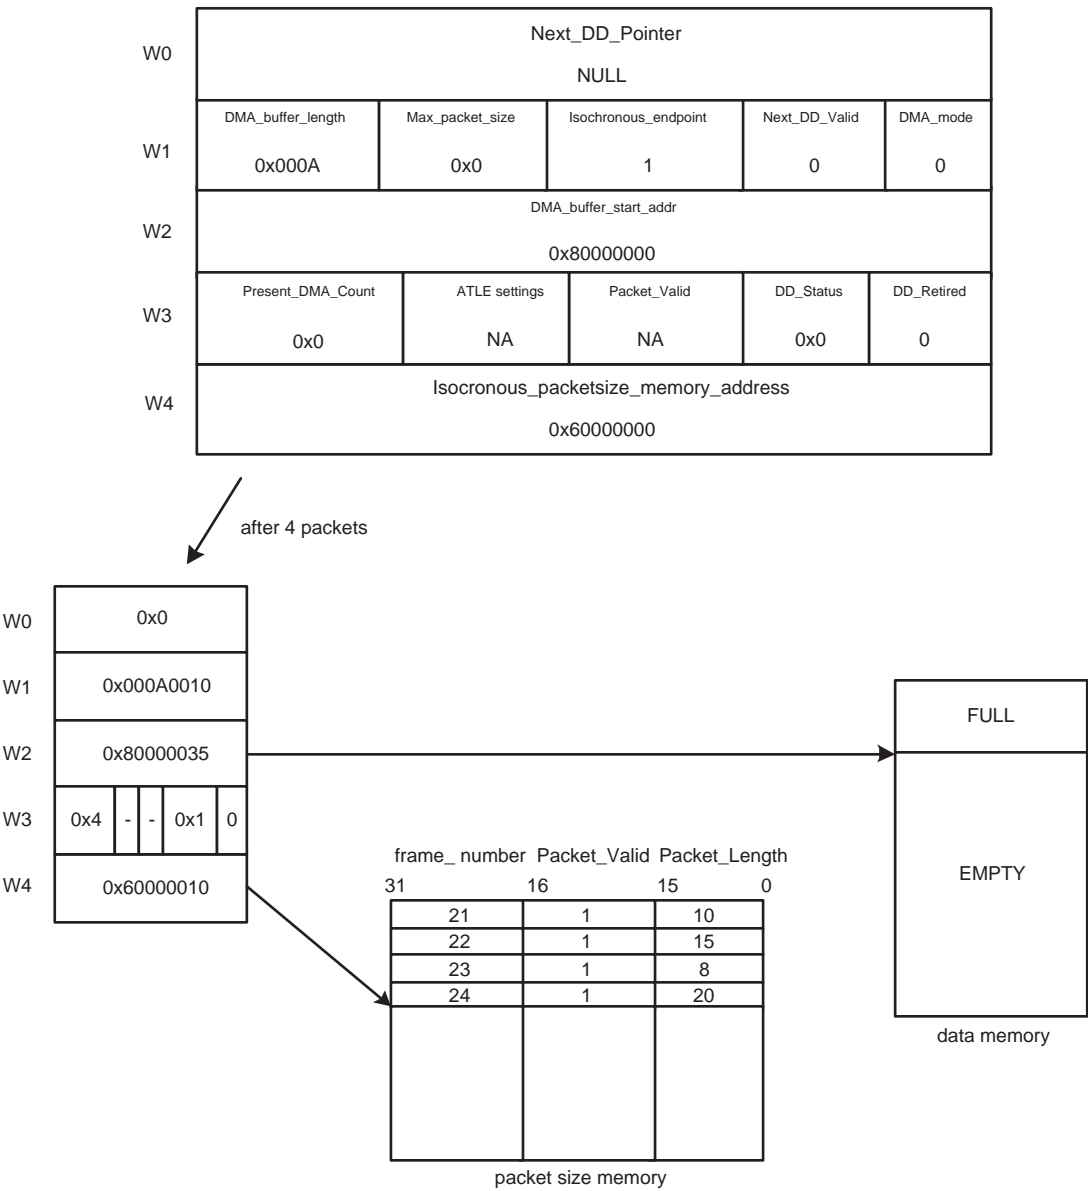 Next_DD_Pointer
W0
NULL
DMA_buffer_length Max_packet_size Isochronous_endpoint Next_DD_Valid DMA_mode
W1
0x000A 0x0 1 0 0
DMA_buffer_start_addr
W2
0x80000000
Present_DMA_Count ATLE settings Packet_Valid DD_Status DD_Retired
W3
0x0 NA NA 0x0 0
Isocronous_packetsize_memory_address
W4
0x60000000
after 4 packets
W0 0x0
W1 0x000A0010
FULL
W2 0x80000035
W3 0x4 - - 0x1 0
frame_ number Packet_Valid Packet_Length
W4 0x60000010
EMPTY
31 16 15 0
21 1 10
22 1 15
23 1 8
24 1 20
data memory
packet size memory